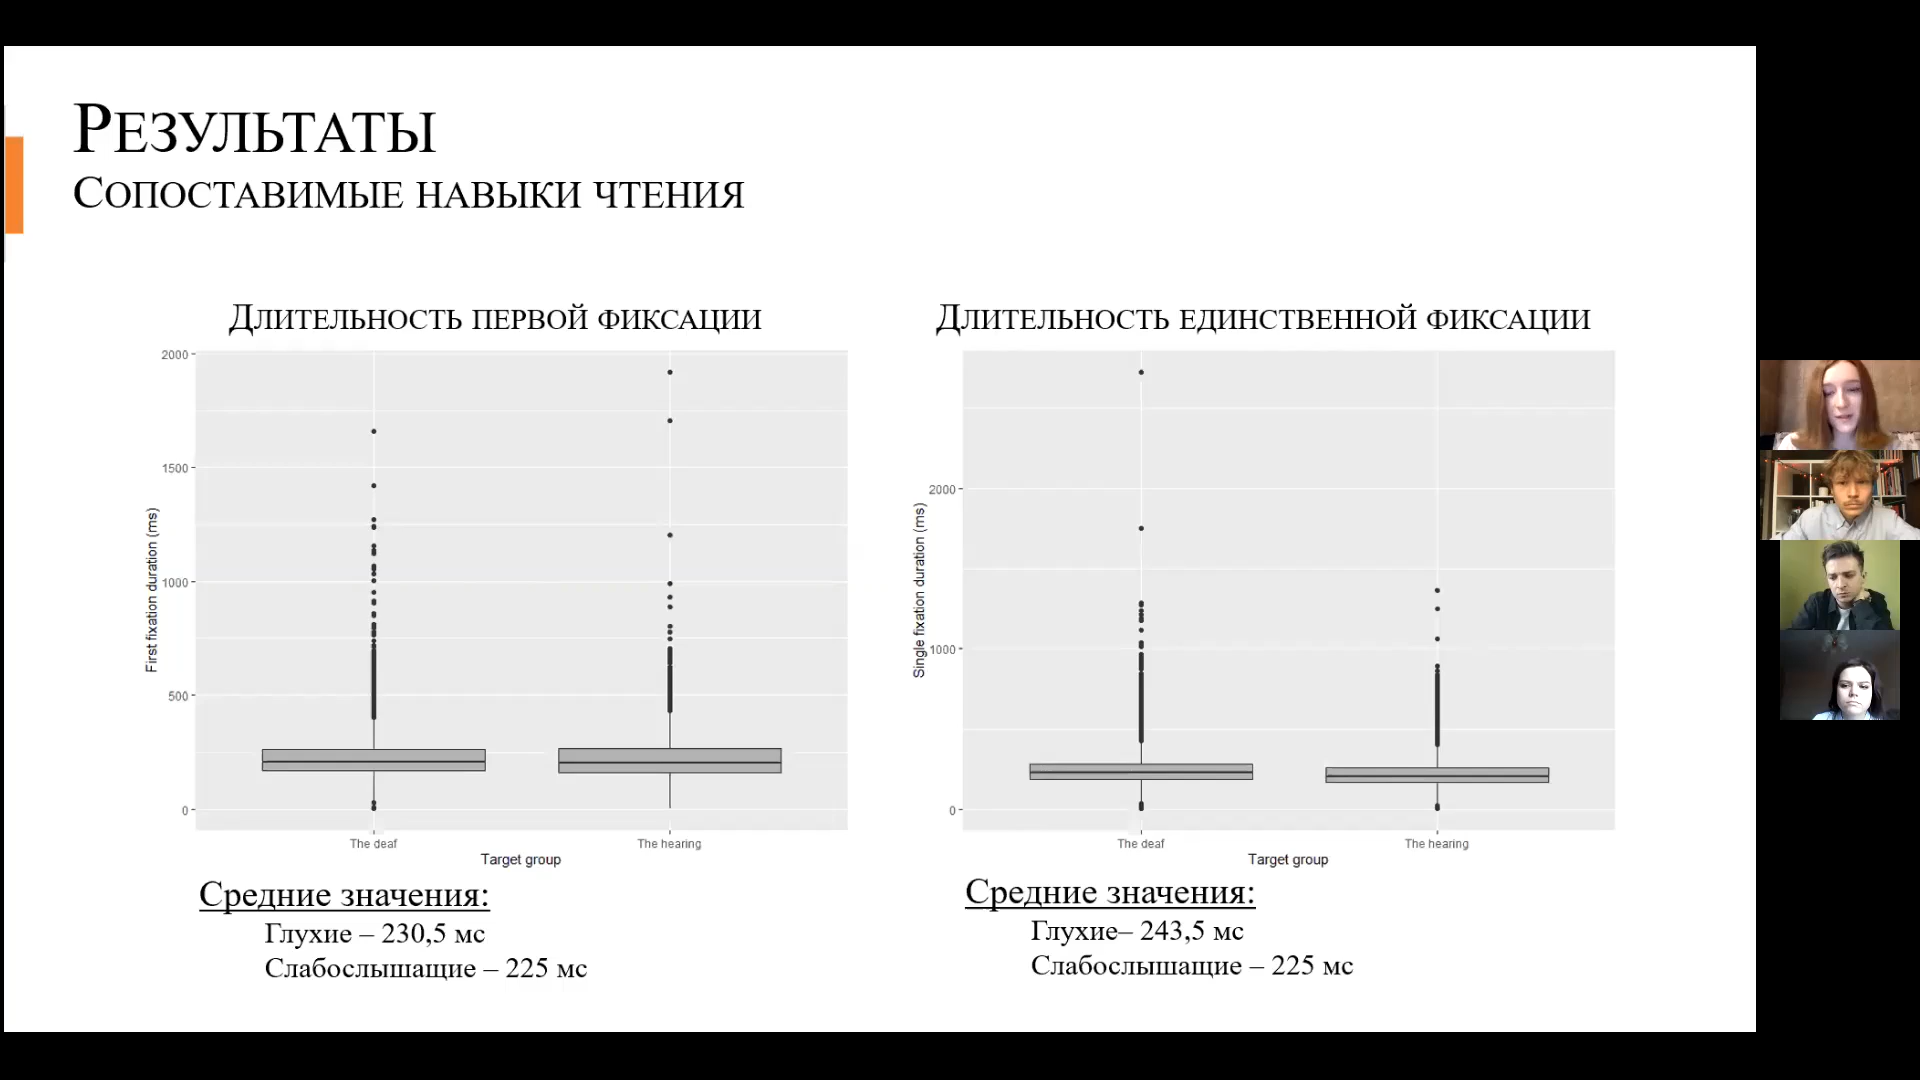 Результаты
Сопоставимые навыки чтения
Длительность первой фиксации
2000
1500
1000
500
0
First fixation duration (ms)
The deaf
The hearing
Target group
Средние значения:
Глухие – 230,5 мс
Слабослышащие – 225 мс
Длительность единственной фиксации
2000
1000
0
Single fixation duration (ms)
The deaf
The hearing
Target group
Средние значения:
Глухие– 243,5 мс
Слабослышащие – 225 мс